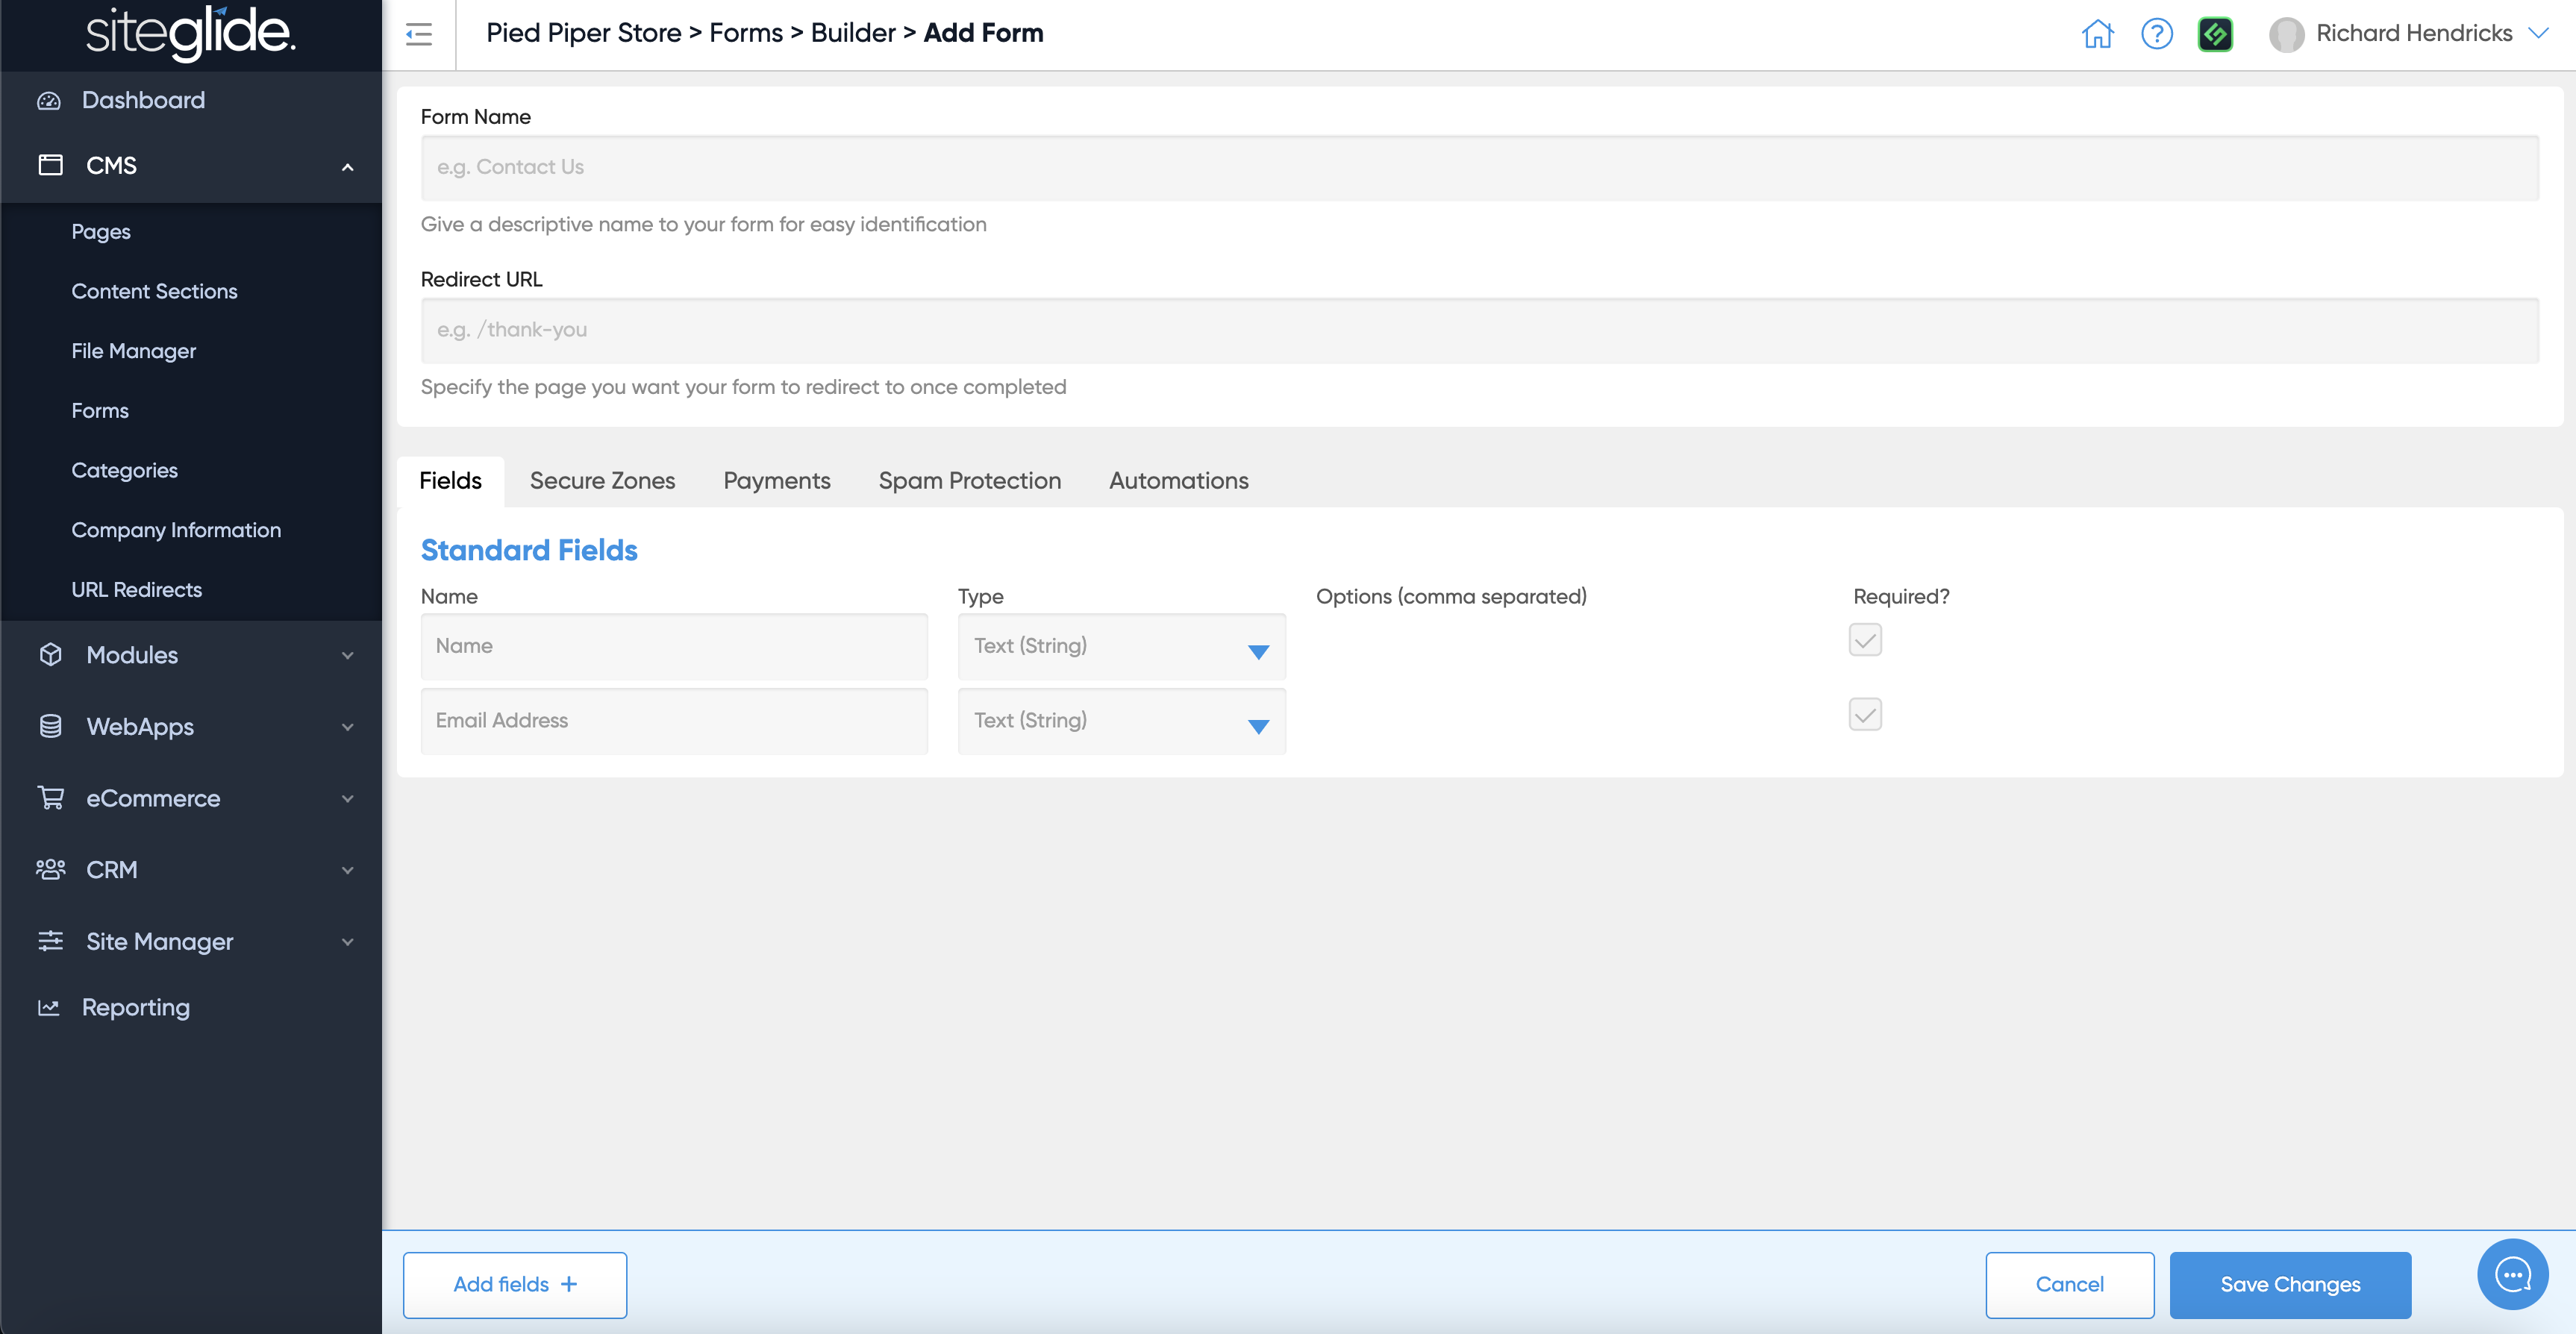 siteglide.
Pied Piper Store > Forms > Builder > Add Form
Richard Hendricks
Dashboard
CMS
Pages
Content Sections
File Manager
Forms
Categories
Company Information
URL Redirects
Modules
WebApps
eCommerce
CRM
Site Manager
Reporting
Form Name
e.g. Contact Us
Give a descriptive name to your form for easy identification
Redirect URL
e.g. /thank-you
Specify the page you want your form to redirect to once completed
Fields Secure Zones Payments Spam Protection Automations
Standard Fields
Name Type Options (comma separated) Required?
Name Text (String)
Email Address Text (String)
Add fields +
Cancel
Save Changes